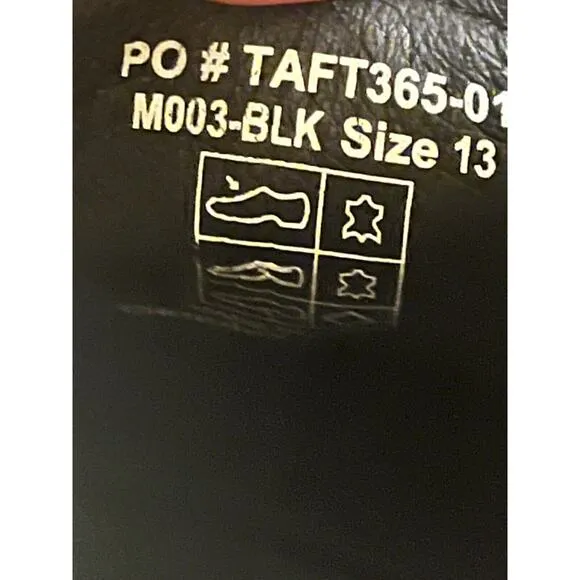 PO # TAFT365-01
M003-BLK Size 13